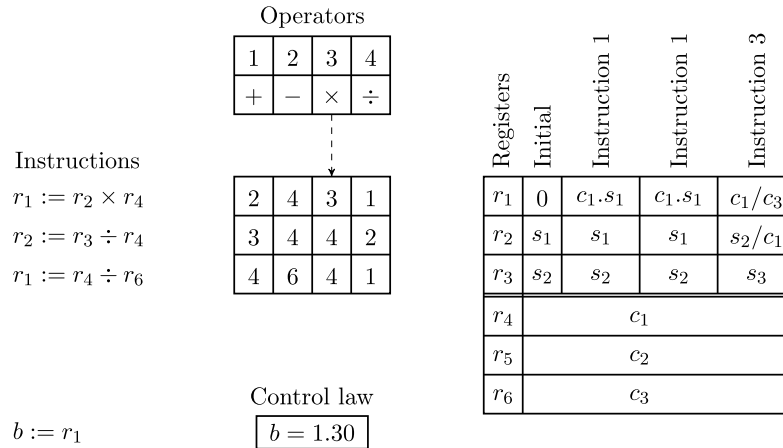 Operators
1 2 3 4
+ − × ÷
Instructions
r₁ := r₂ × r₄
2 4 3 1
r₂ := r₃ ÷ r₄
3 4 4 2
r₁ := r₄ ÷ r₆
4 6 4 1
Control law
b := r₁
b = 1.30
Registers Initial Instruction 1 Instruction 1 Instruction 3
r₁ 0 c₁.s₁ c₁.s₁ c₁/c₃
r₂ s₁ s₁ s₁ s₂/c₁
r₃ s₂ s₂ s₂ s₃
r₄ c₁
r₅ c₂
r₆ c₃